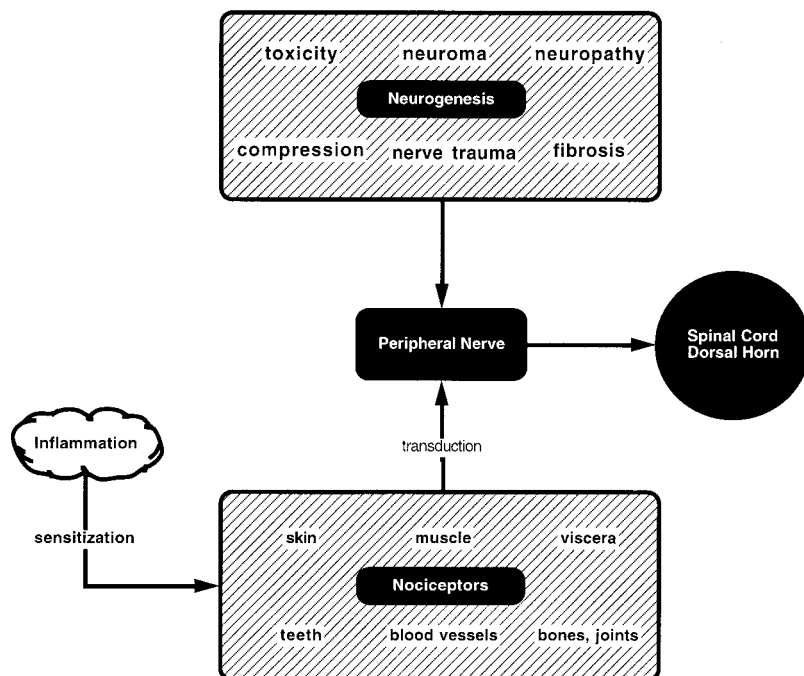 toxicity neuroma neuropathy
Neurogenesis
compression nerve trauma fibrosis
Peripheral Nerve
Spinal Cord
Dorsal Horn
transduction
Inflammation
sensitization
skin muscle viscera
Nociceptors
teeth blood vessels bones, joints